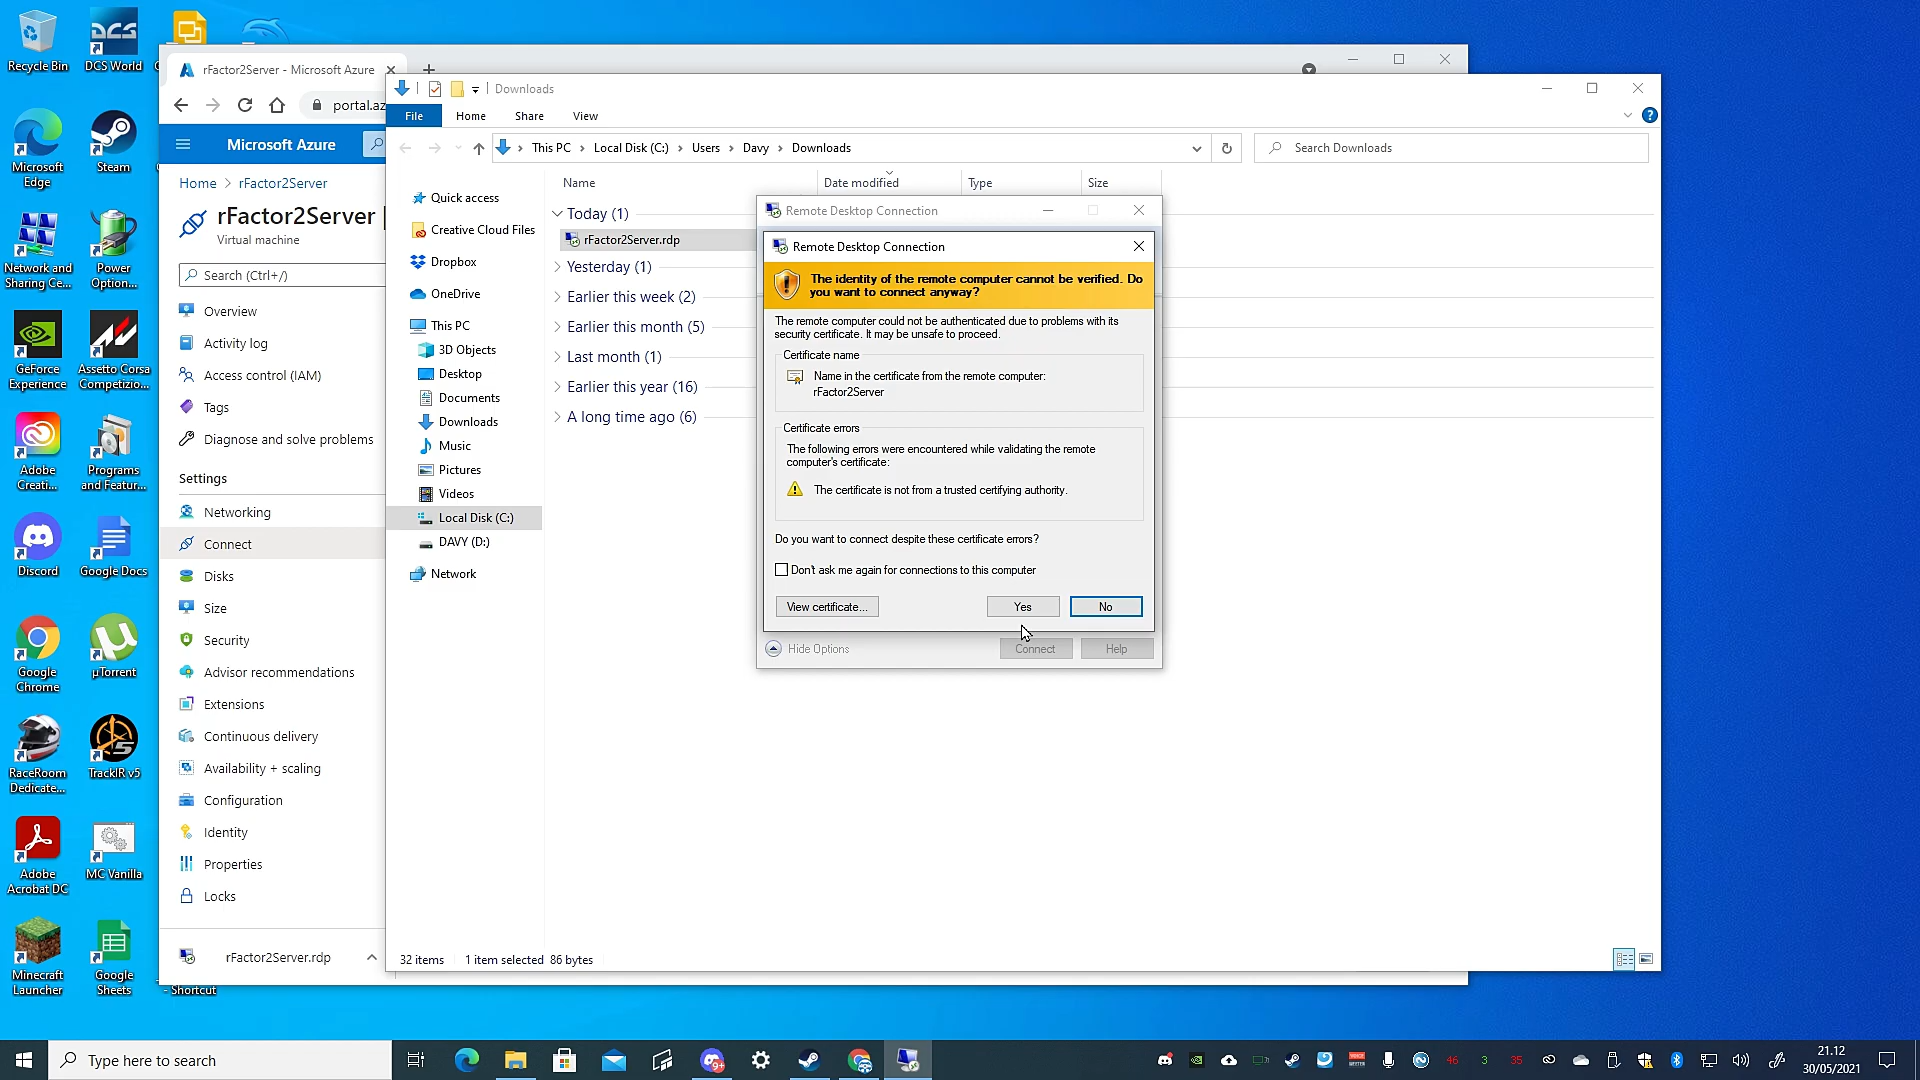 Recycle Bin
DCS World
Microsoft Edge
Steam
Network and Sharing Ce...
Power Option...
GeForce Experience
Assetto Corsa Competizio...
Adobe Creati...
Programs and Featur...
Discord
Google Docs
Google Chrome
µTorrent
RaceRoom Dedicate...
TrackIR v5
Adobe Acrobat DC
MC Vanilla
Minecraft Launcher
Google Sheets
- Shortcut
rFactor2Server - Microsoft Azure
portal.az
Microsoft Azure
Home > rFactor2Server
rFactor2Server |
Virtual machine
Search (Ctrl+/)
Overview
Activity log
Access control (IAM)
Tags
Diagnose and solve problems
Settings
Networking
Connect
Disks
Size
Security
Advisor recommendations
Extensions
Continuous delivery
Availability + scaling
Configuration
Identity
Properties
Locks
rFactor2Server.rdp
Downloads
File Home Share View
This PC > Local Disk (C:) > Users > Davy > Downloads
Search Downloads
Quick access
Creative Cloud Files
Dropbox
OneDrive
This PC
3D Objects
Desktop
Documents
Downloads
Music
Pictures
Videos
Local Disk (C:)
DAVY (D:)
Network
Name Date modified Type Size
Today (1)
rFactor2Server.rdp
Yesterday (1)
Earlier this week (2)
Earlier this month (5)
Last month (1)
Earlier this year (16)
A long time ago (6)
32 items 1 item selected 86 bytes
Remote Desktop Connection
Remote Desktop Connection
The identity of the remote computer cannot be verified. Do
you want to connect anyway?
The remote computer could not be authenticated due to problems with its
security certificate. It may be unsafe to proceed.
Certificate name
Name in the certificate from the remote computer:
rFactor2Server
Certificate errors
The following errors were encountered while validating the remote
computer's certificate:
The certificate is not from a trusted certifying authority.
Do you want to connect despite these certificate errors?
Don't ask me again for connections to this computer
View certificate... Yes No
Hide Options Connect Help
Type here to search
9+
46 3 35
21.12
30/05/2021